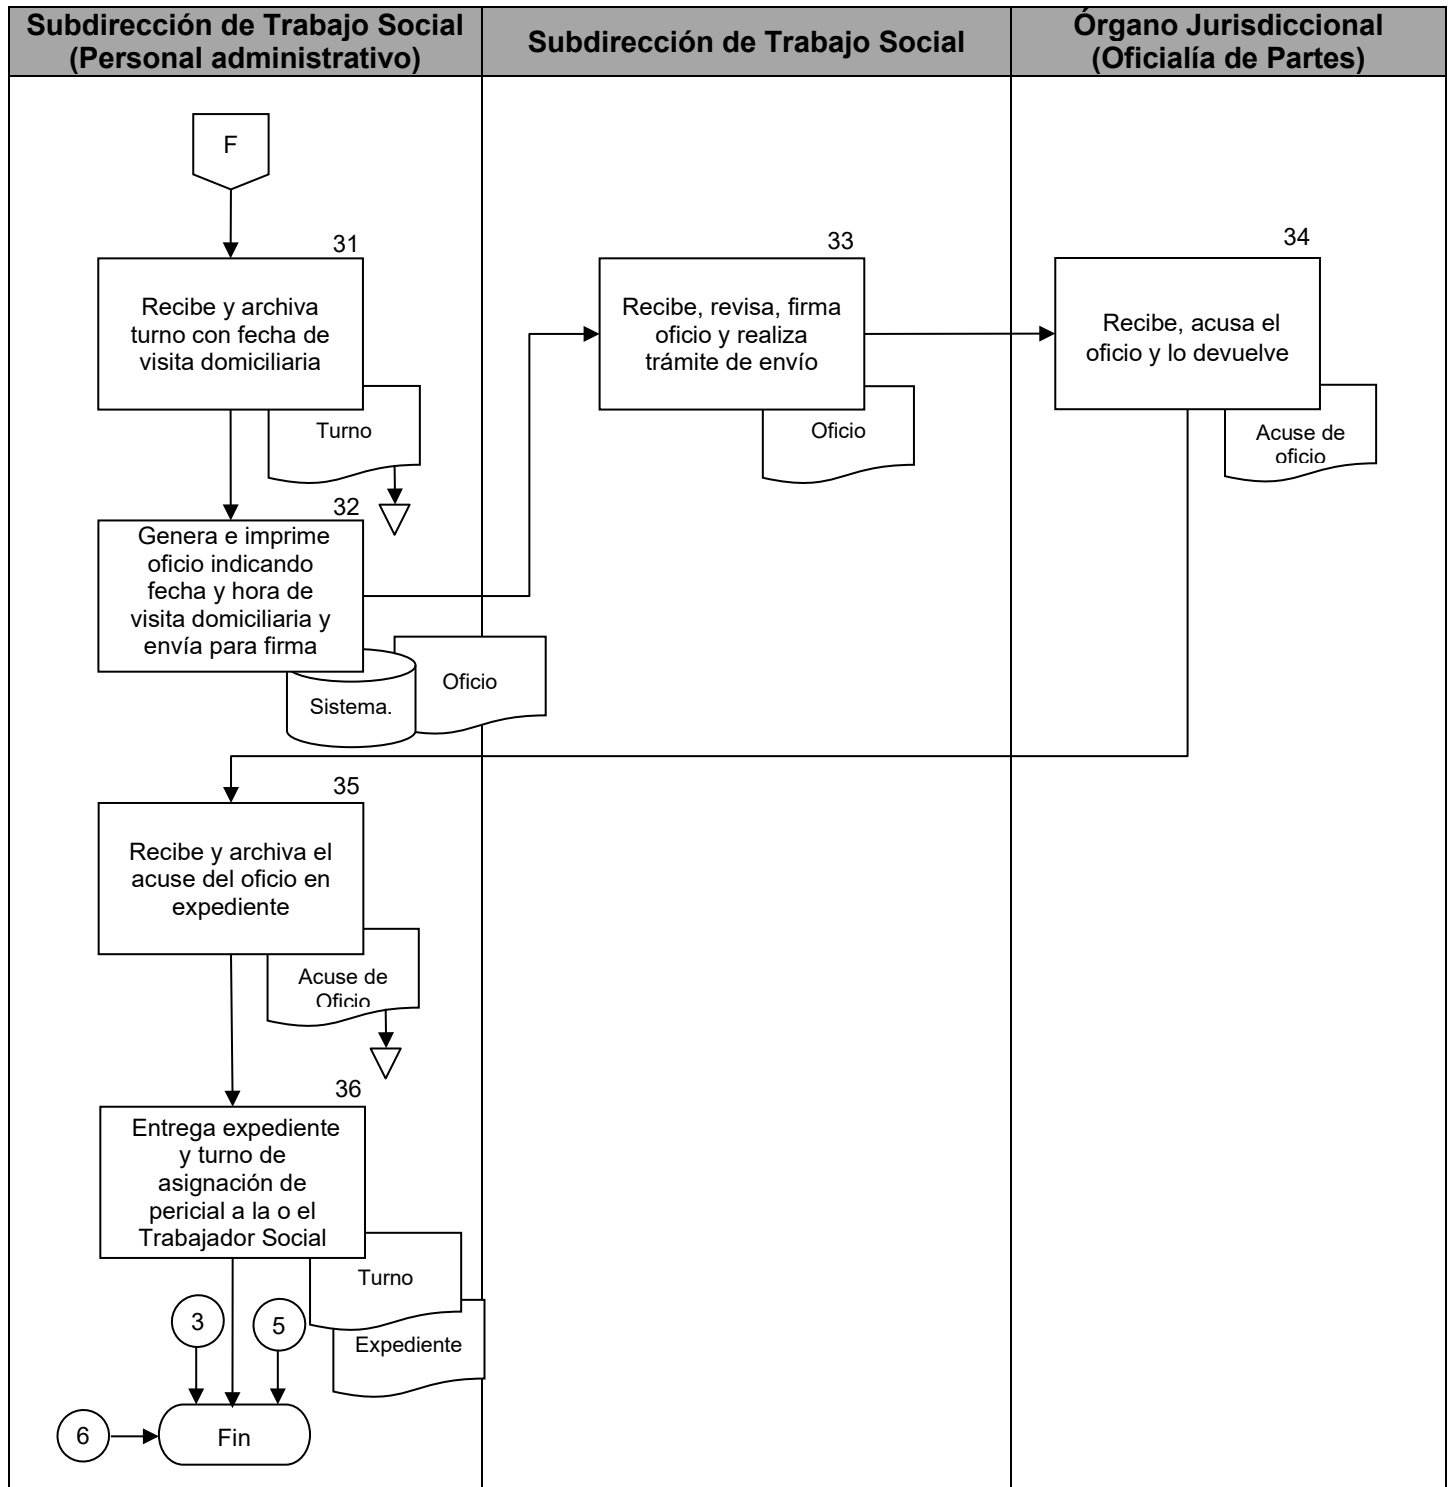 Subdirección de Trabajo Social
(Personal administrativo)
Subdirección de Trabajo Social
Órgano Jurisdiccional
(Oficialía de Partes)
F
31
Recibe y archiva
turno con fecha de
visita domiciliaria
Turno
33
Recibe, revisa, firma
oficio y realiza
trámite de envío
Oficio
34
Recibe, acusa el
oficio y lo devuelve
Acuse de
oficio
32
Genera e imprime
oficio indicando
fecha y hora de
visita domiciliaria y
envía para firma
Sistema.
Oficio
35
Recibe y archiva el
acuse del oficio en
expediente
Acuse de
Oficio
36
Entrega expediente
y turno de
asignación de
pericial a la o el
Trabajador Social
Turno
Expediente
3
5
6
Fin